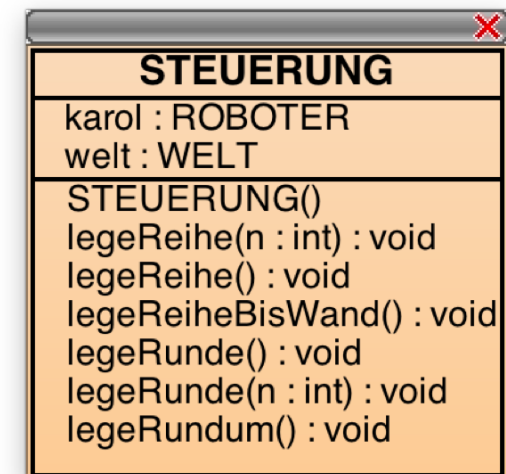 STEUERUNG
karol : ROBOTER
welt : WELT
STEUERUNG()
legeReihe(n : int) : void
legeReihe() : void
legeReiheBisWand() : void
legeRunde() : void
legeRunde(n : int) : void
legeRundum() : void